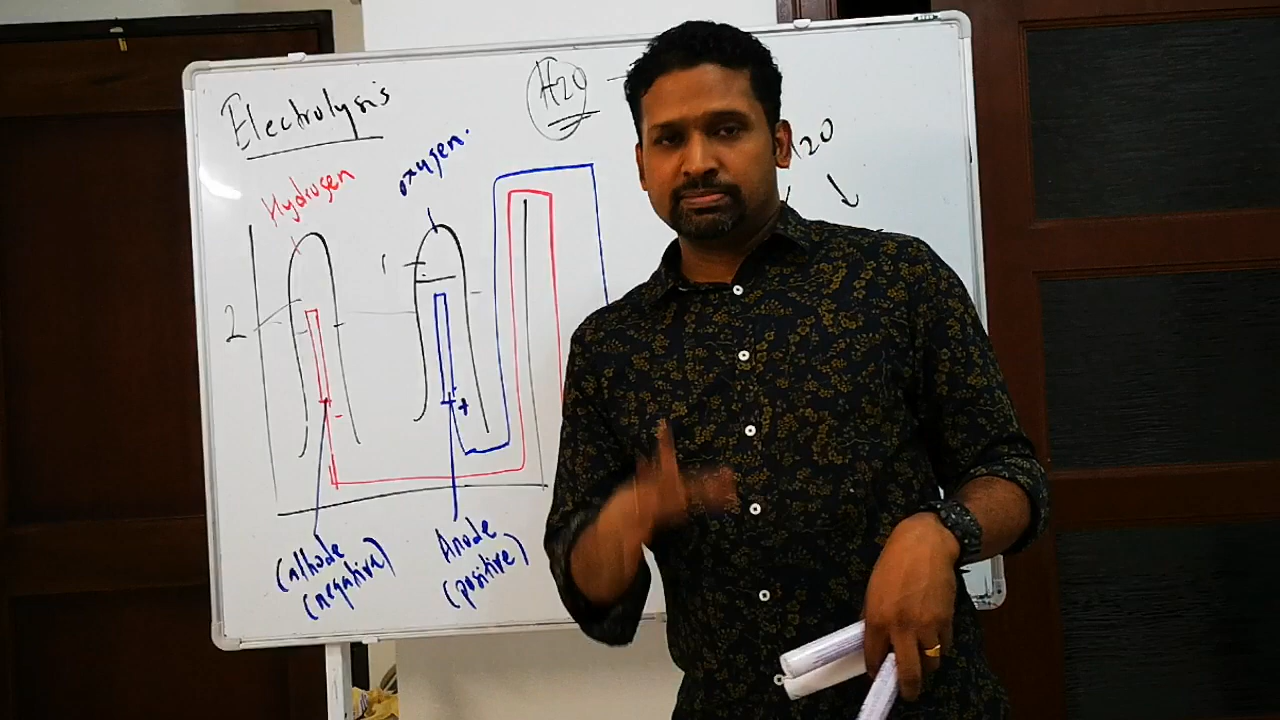 Electrolysis
H2O
H2O
Hydrogen
oxygen.
1
2
-
+
Cathode
(negative)
Anode
(positive)